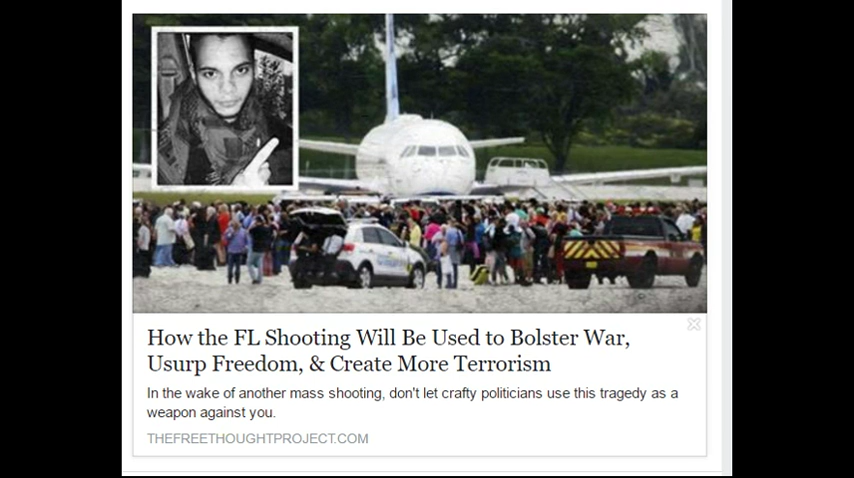 How the FL Shooting Will Be Used to Bolster War,
Usurp Freedom, & Create More Terrorism
In the wake of another mass shooting, don't let crafty politicians use this tragedy as a
weapon against you.
THEFREETHOUGHTPROJECT.COM